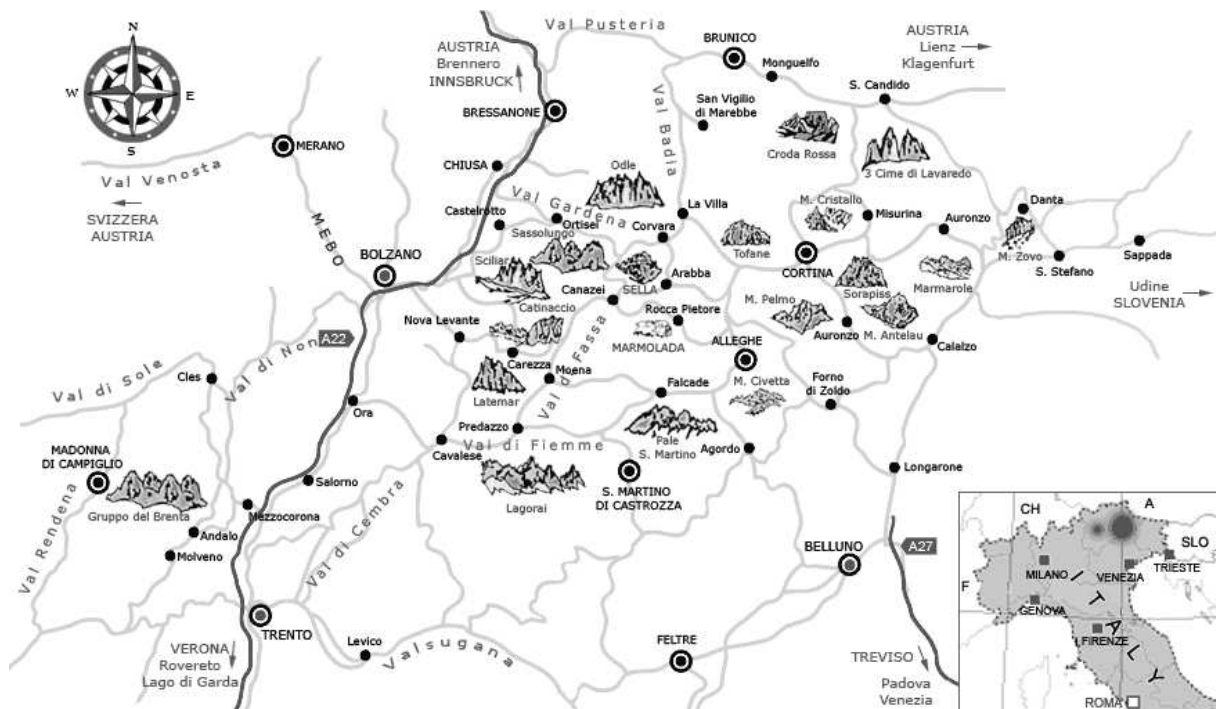 N
W
E
S
Val Pusteria
AUSTRIA
Brennero
INNSBRUCK
BRUNICO
Monguelfo
AUSTRIA
Lienz
Klagenfurt
S. Candido
BRESSANONE
San Vigilio
di Marebbe
Val Badia
Croda Rossa
3 Cime di Lavaredo
MERANO
Val Venosta
SVIZZERA
AUSTRIA
MEBO
CHIUSA
Odle
Val Gardena
Castelrotto
Ortisei
Sassolungo
La Villa
Corvara
M. Cristallo
Misurina
Auronzo
Danta
M. Zovo
S. Stefano
Sappada
Udine
SLOVENIA
BOLZANO
Sciliar
Catinaccio
SELLA
Arabba
Tofane
CORTINA
Sorapiss
Marmarole
Canazei
Rocca Pietore
MARMOLADA
M. Pelmo
Auronzo
M. Antelau
Calalzo
A22
Nova Levante
Carezza
Latemar
Moena
Val di Fassa
ALLEGHE
M. Civetta
Forno
di Zoldo
Falcade
Val di Sole
Cles
Val di Non
Ora
Predazzo
Val di Fiemme
Cavalese
Pale
S. Martino
Agordo
Longarone
MADONNA
DI CAMPIGLIO
Gruppo del Brenta
Val Rendena
Andalo
Molveno
Mezzocorona
Salorno
Val di Cembra
Lagorai
S. MARTINO
DI CASTROZZA
BELLUNO
A27
TRENTO
Levico
Valsugana
FELTRE
VERONA
Rovereto
Lago di Garda
TREVISO
Padova
Venezia
CH
A
SLO
F
MILANO
VENEZIA
TRIESTE
GENOVA
FIRENZE
ROMA
ITALY